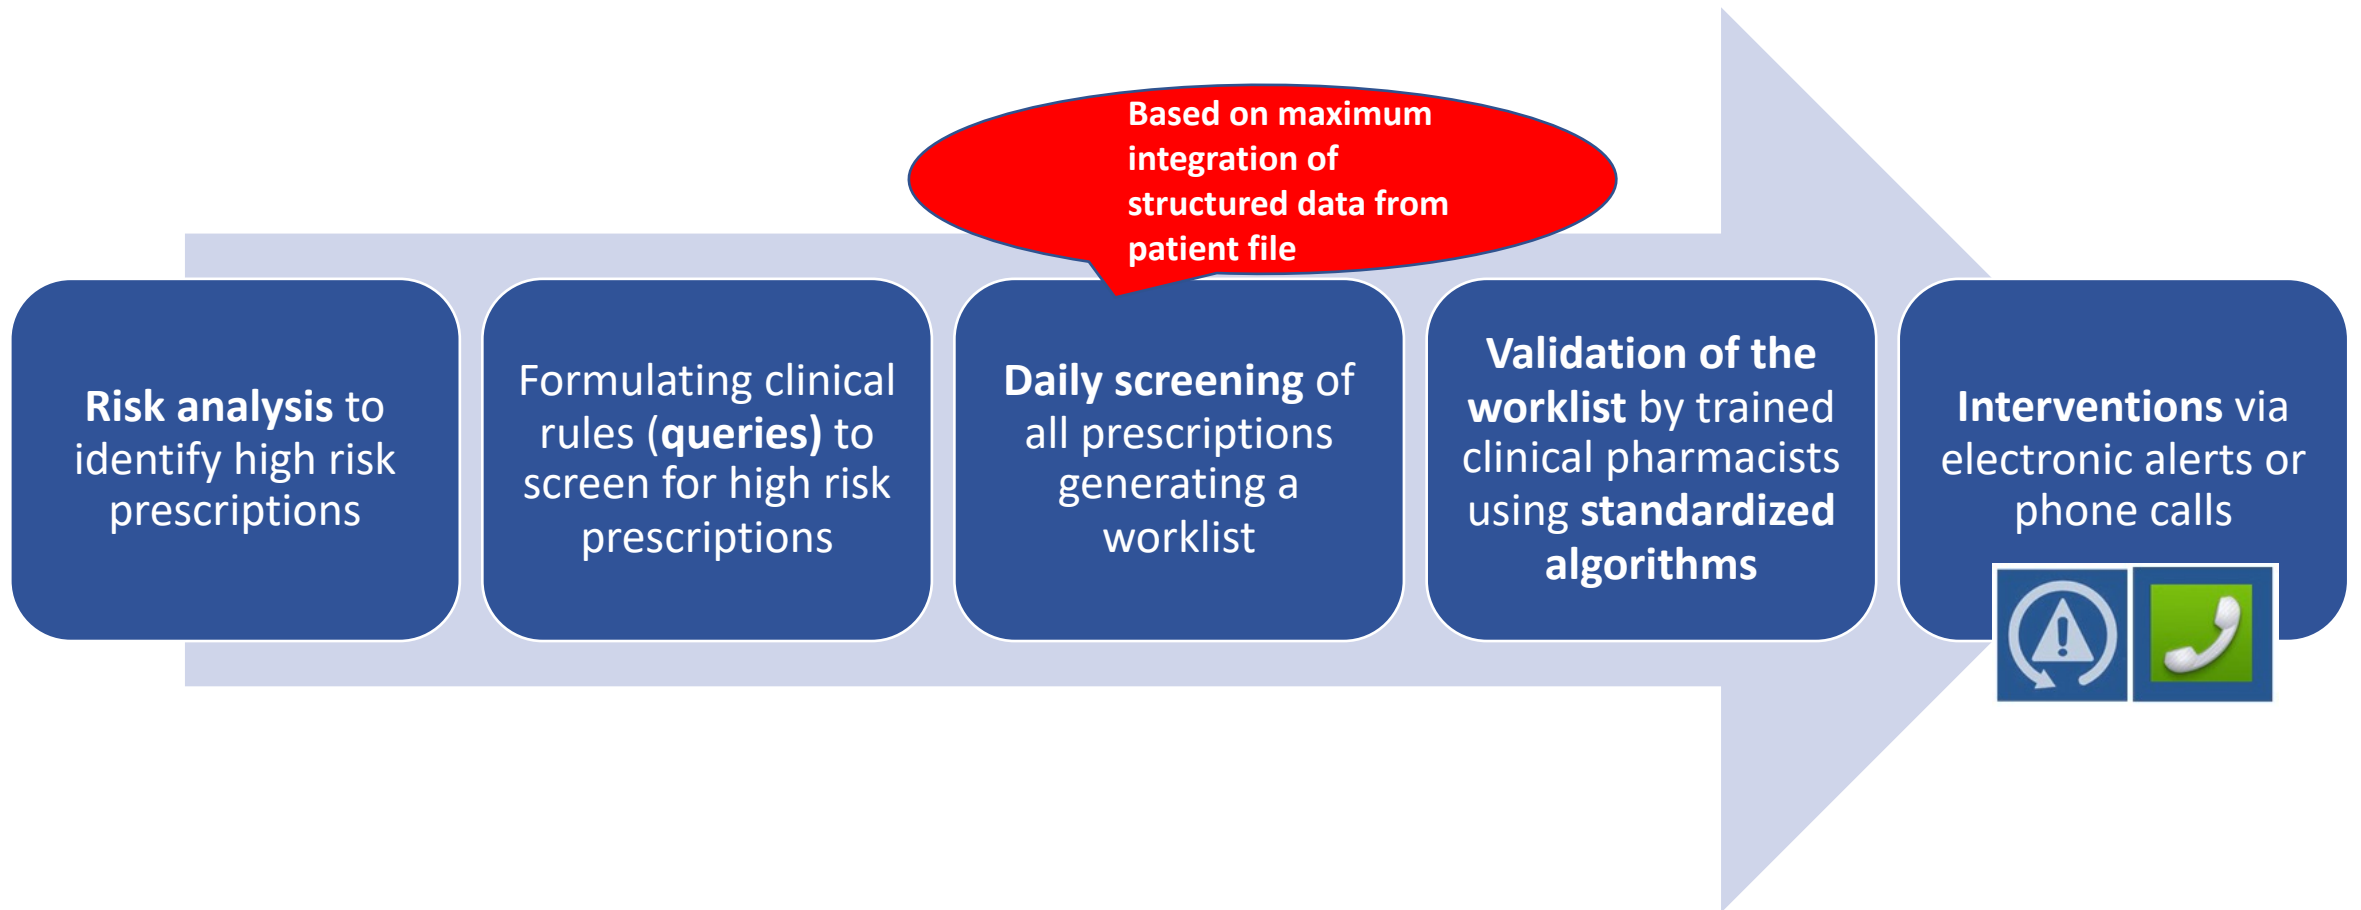 Based on maximum
integration of
structured data from
patient file
Risk analysis to
identify high risk
prescriptions
Formulating clinical
rules (queries) to
screen for high risk
prescriptions
Daily screening of
all prescriptions
generating a
worklist
Validation of the
worklist by trained
clinical pharmacists
using standardized
algorithms
Interventions via
electronic alerts or
phone calls